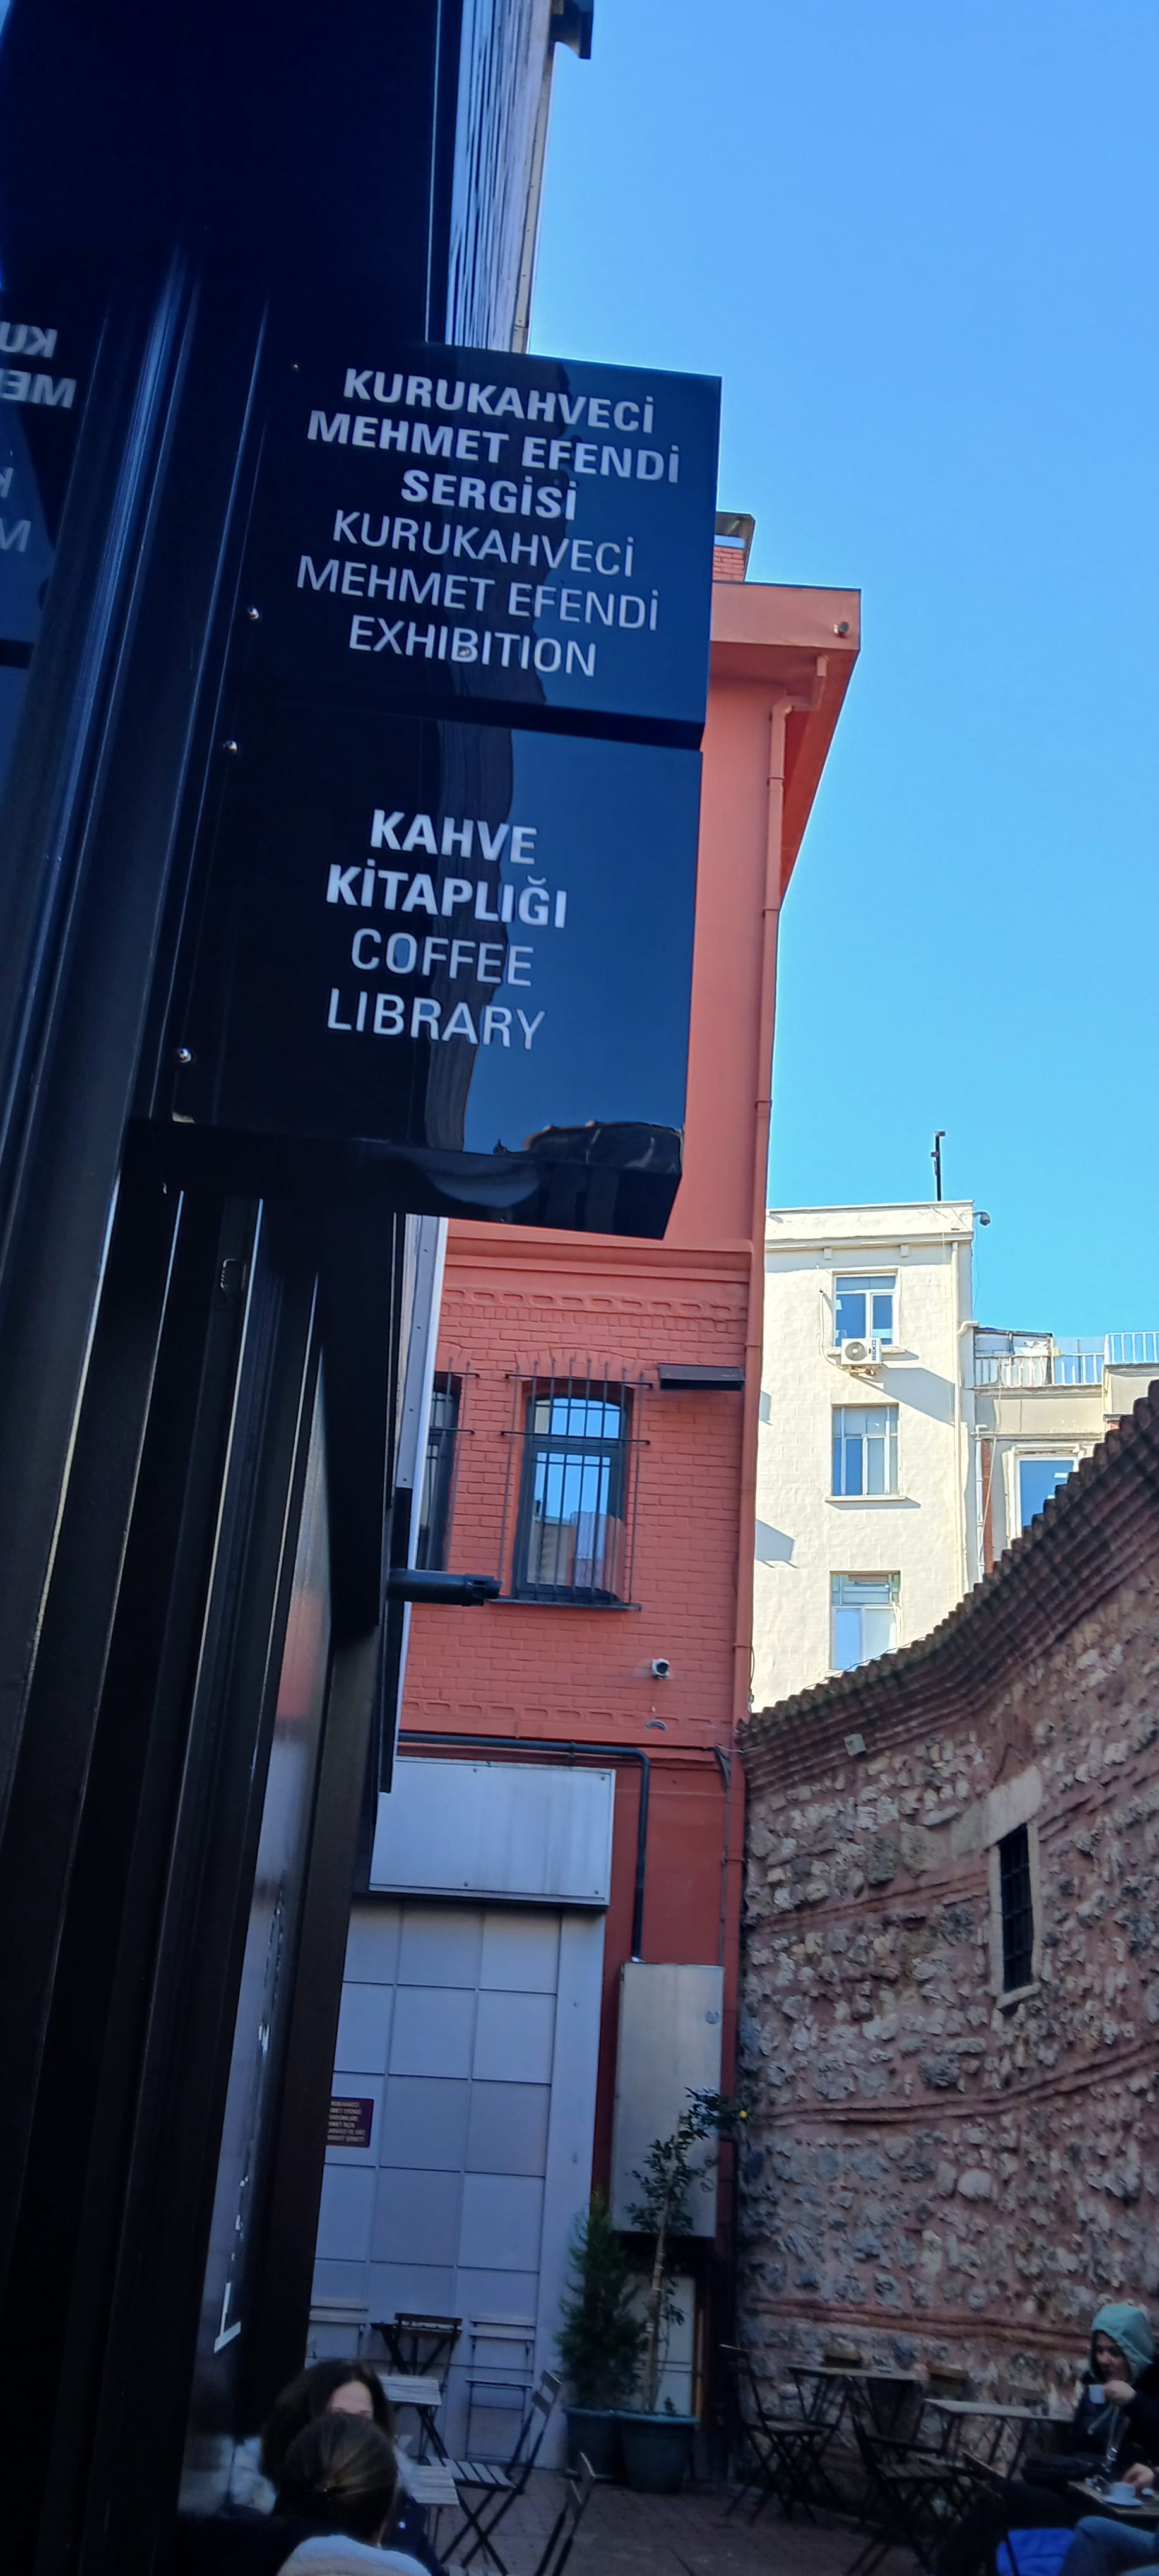 KURUKAHVECİ
MEHMET EFENDİ
SERGİSİ
KURUKAHVECİ
MEHMET EFENDİ
EXHIBITION
KAHVE
KİTAPLIĞI
COFFEE
LIBRARY